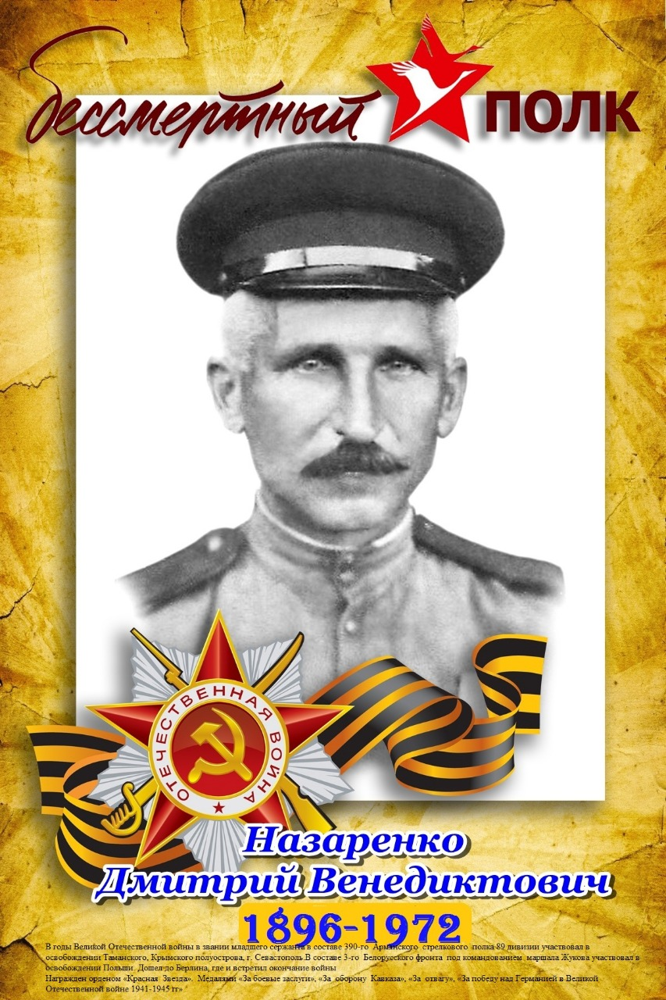 бессмертный ПОЛК
ОТЕЧЕСТВЕННАЯ ВОЙНА
Назаренко
Дмитрий Венедиктович
1896-1972
В годы Великой Отечественной войны в звании младшего сержанта в составе 390-го Армянского стрелкового полка 89 дивизии участвовал в
освобождении Таманского, Крымского полуострова, г. Севастополь.В составе 3-го Белорусского фронта под командованием маршала Жукова участвовал в
освобождении Польши. Дошел до Берлина, где и встретил окончание войны
Награжден орденом «Красная Звезда». Медалями «За боевые заслуги», «За оборону Кавказа», «За отвагу», «За победу над Германией в Великой
Отечественной войне 1941-1945 гг»